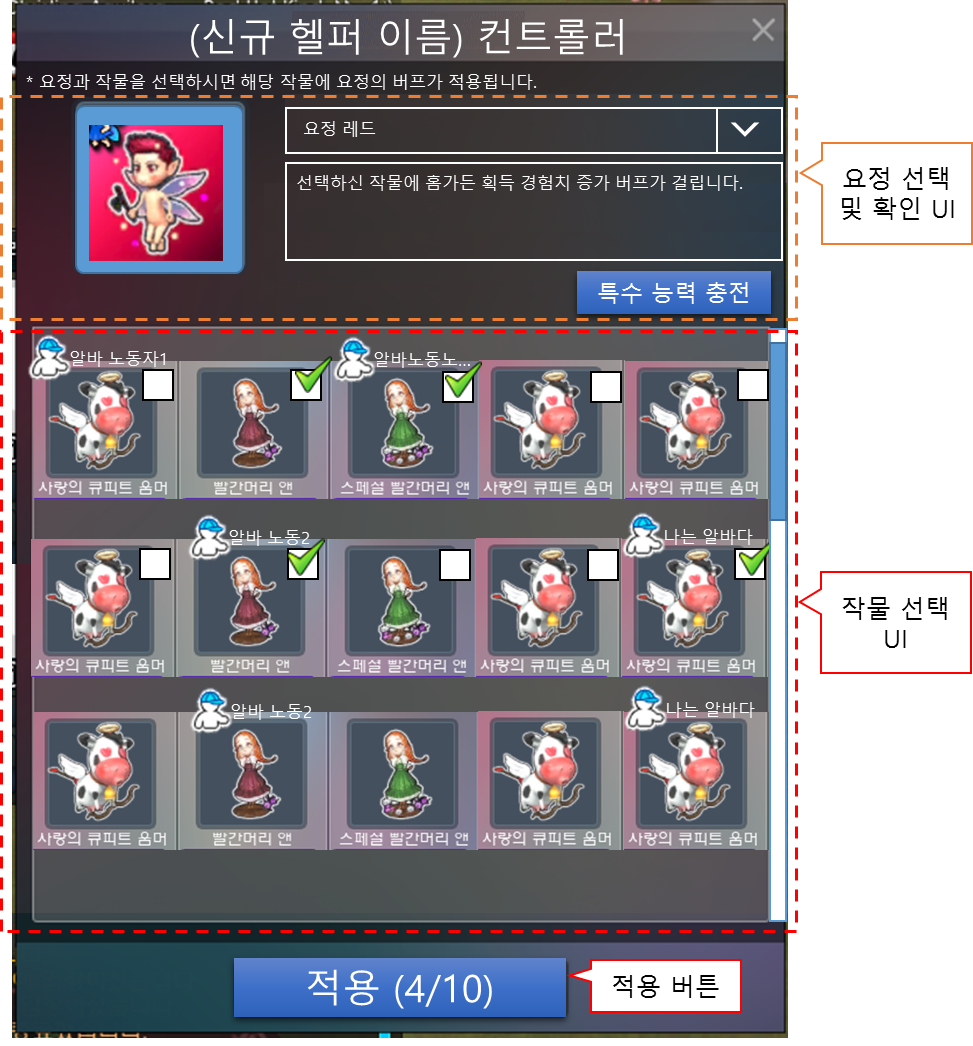 (신규 헬퍼 이름) 컨트롤러
* 요정과 작물을 선택하시면 해당 작물에 요정의 버프가 적용됩니다.
요정 레드
선택하신 작물에 홈가든 획득 경험치 증가 버프가 걸립니다.
특수 능력 충전
요정 선택
및 확인 UI
알바 노동자1
알바노동노...
사랑의 큐피트 움머
빨간머리 앤
스페셜 빨간머리 앤
사랑의 큐피트 움머
사랑의 큐피트 움머
알바 노동2
나는 알바다
사랑의 큐피트 움머
빨간머리 앤
스페셜 빨간머리 앤
사랑의 큐피트 움머
사랑의 큐피트 움머
작물 선택
UI
알바 노동2
나는 알바다
사랑의 큐피트 움머
빨간머리 앤
스페셜 빨간머리 앤
사랑의 큐피트 움머
사랑의 큐피트 움머
적용 (4/10)
적용 버튼